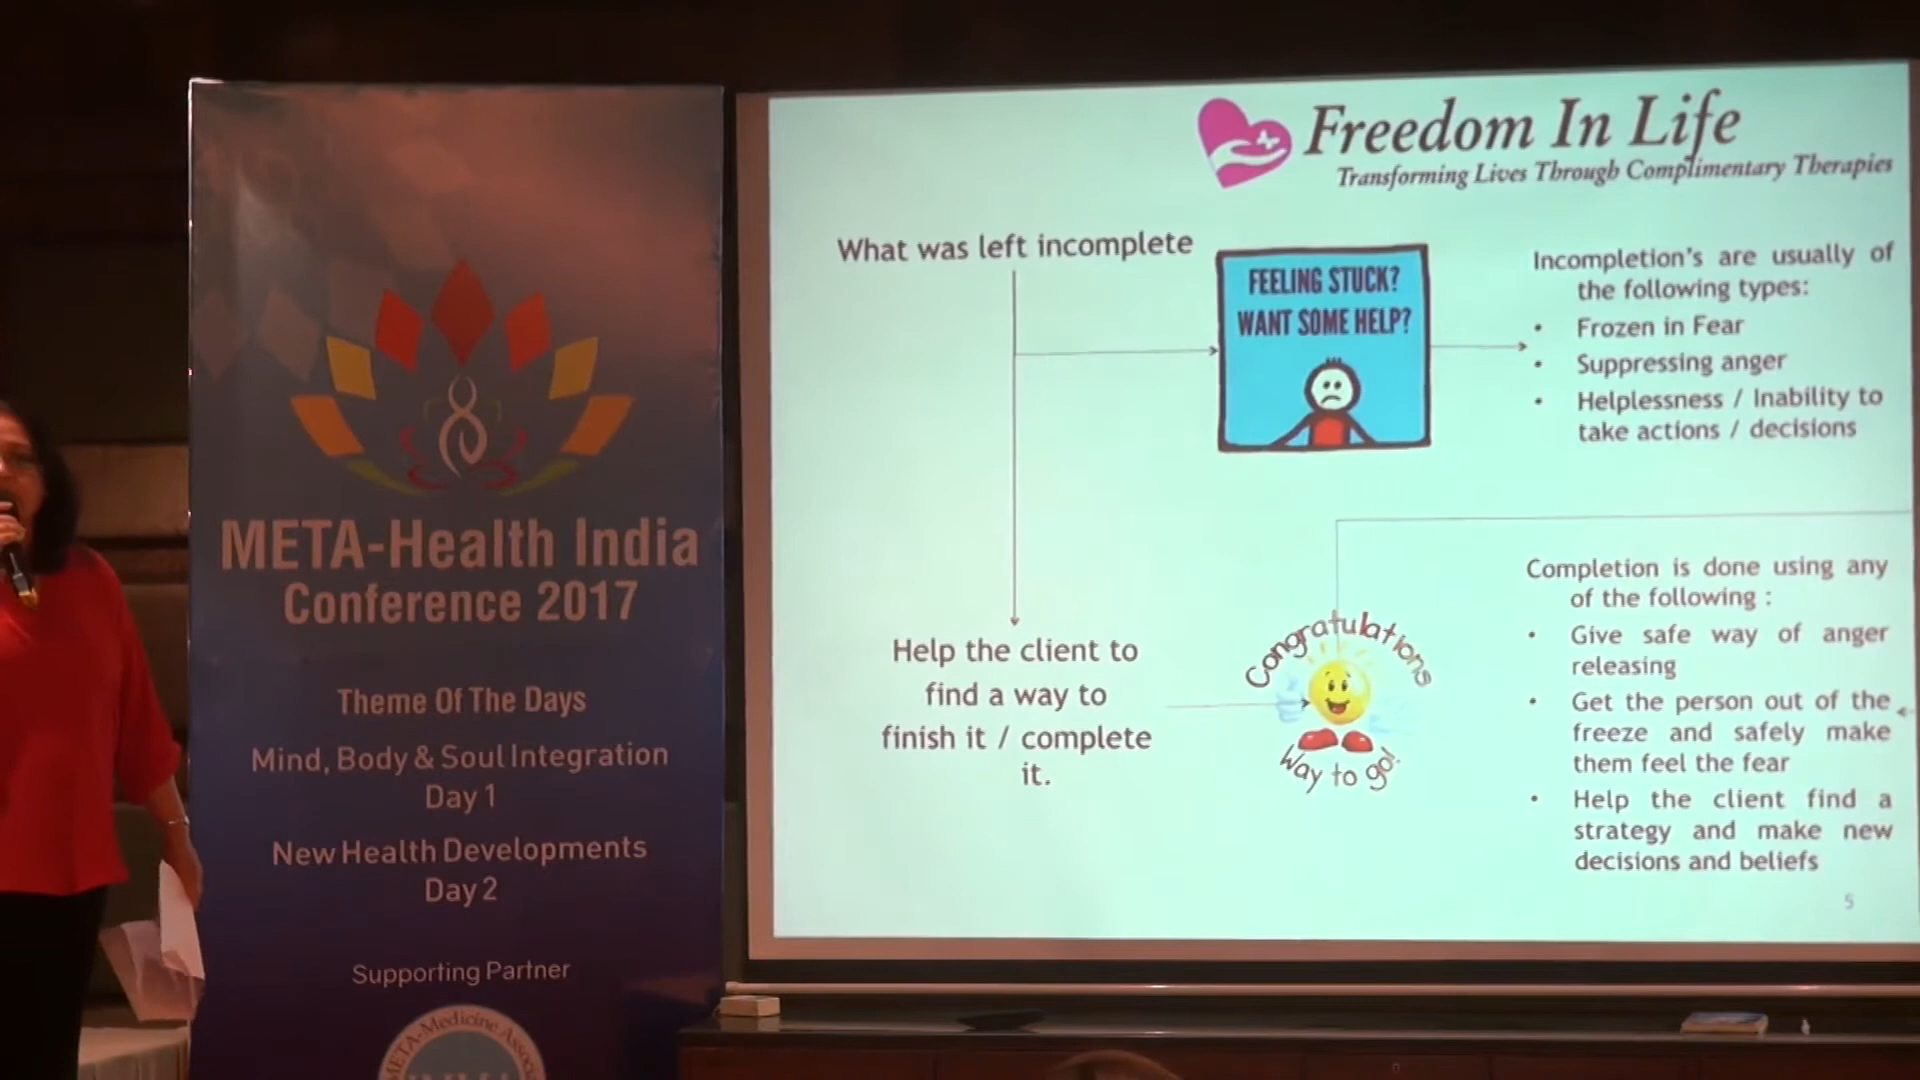 META-Health India
Conference 2017
Theme Of The Days
Mind, Body & Soul Integration
Day 1
New Health Developments
Day 2
Supporting Partner
META-Medicine
Freedom In Life
Transforming Lives Through Complimentary Therapies
What was left incomplete
FEELING STUCK?
WANT SOME HELP?
Incompletion's are usually of
the following types:
• Frozen in Fear
• Suppressing anger
• Helplessness / Inability to
take actions / decisions
Help the client to
find a way to
finish it / complete
it.
Congratulations
Way to go!
Completion is done using any
of the following :
• Give safe way of anger
releasing
• Get the person out of the
freeze and safely make
them feel the fear
• Help the client find a
strategy and make new
decisions and beliefs
5